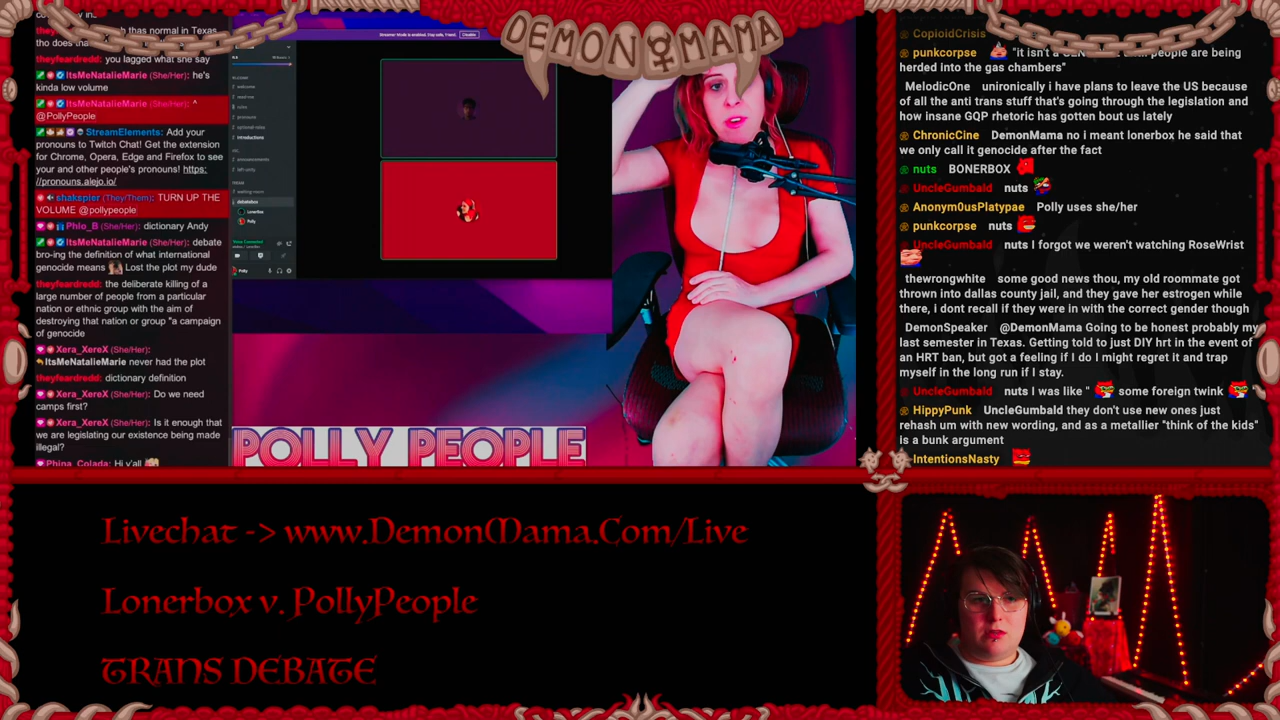 DEMON MAMA
theyfeardredd: you lagged what she say
ItsMeNatalieMarie (She/Her): he's
kinda low volume
ItsMeNatalieMarie (She/Her): ^
@PollyPeople
StreamElements: Add your
pronouns to Twitch Chat! Get the extension
for Chrome, Opera, Edge and Firefox to see
your and other people's pronouns! https:
//pronouns.alejo.io/
shakspier (They/Them): TURN UP THE
VOLUME @pollypeople
Phlo_B (She/Her): dictionary Andy
ItsMeNatalieMarie (She/Her): debate
bro-ing the definition of what international
genocide means Lost the plot my dude
theyfeardredd: the deliberate killing of a
large number of people from a particular
nation or ethnic group with the aim of
destroying that nation or group "a campaign
of genocide
Xera_XereX (She/Her):
ItsMeNatalieMarie never had the plot
theyfeardredd: dictionary definition
Xera_XereX (She/Her): Do we need
camps first?
Xera_XereX (She/Her): Is it enough that
we are legislating our existence being made
illegal?
Phina_Colada: Hi y'all
POLLY PEOPLE
CopioidCrisis
punkcorpse "it isn't a people are being
herded into the gas chambers"
MelchorOne unironically i have plans to leave the US because
of all the anti trans stuff that's going through the legislation and
how insane GQP rhetoric has gotten it lately
ChronicCine DemonMama no i meant lonerbox he said that
we only call it genocide after the fact
nuts BONERBOX
UncleGumbald nuts
Anonym0usPlatypae Polly uses she/her
punkcorpse nuts
UncleGumbald nuts I forgot we weren't watching RoseWrist
thewrongwhite some good news thou, my old roommate got
thrown into dallas county jail, and they gave her estrogen while
there, i dont recall if they were in with the correct gender though
DemonSpeaker @DemonMama Going to be honest probably my
last semester in Texas. Getting told to just DIY hrt in the event of
an HRT ban, but got a feeling if I do I might regret it and trap
myself in the long run if I stay.
UncleGumbald nuts I was like " some foreign twink "
HippyPunk UncleGumbald they don't use new ones just
rehash um with new wording, and as a metallier "think of the kids"
is a bunk argument
IntentionsNasty
Livechat -> www.DemonMama.Com/Live
Lonerbox v. PollyPeople
TRANS DEBATE